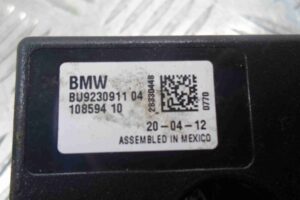 BMW
BU9230911 04
108594 10
28330448
0770
20-04-12
ASSEMBLED IN MEXICO